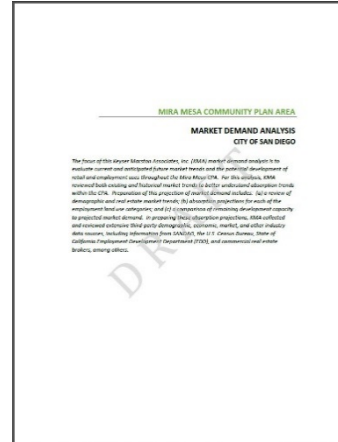 MIRA MESA COMMUNITY PLAN AREA
MARKET DEMAND ANALYSIS
CITY OF SAN DIEGO
The focus of this Keyser Marston Associates, Inc. (KMA) market demand analysis is to
evaluate current and anticipated future market trends and the potential development of
retail and employment uses throughout the Mira Mesa CPA. For this analysis, KMA
reviewed both existing and historical market trends to better understand absorption trends
within the CPA. Preparation of this projection of market demand includes: (a) a review of
demographic and real estate market trends; (b) absorption projections for each of the
employment land use categories; and (c) a comparison of remaining development capacity
to projected market demand. In preparing these absorption projections, KMA collected
and reviewed extensive third party demographic, economic, market, and other industry
data sources, including information from SANDAG, the U.S. Census Bureau, State of
California Employment Development Department (EDD), and commercial real estate
brokers, among others.
DRAFT